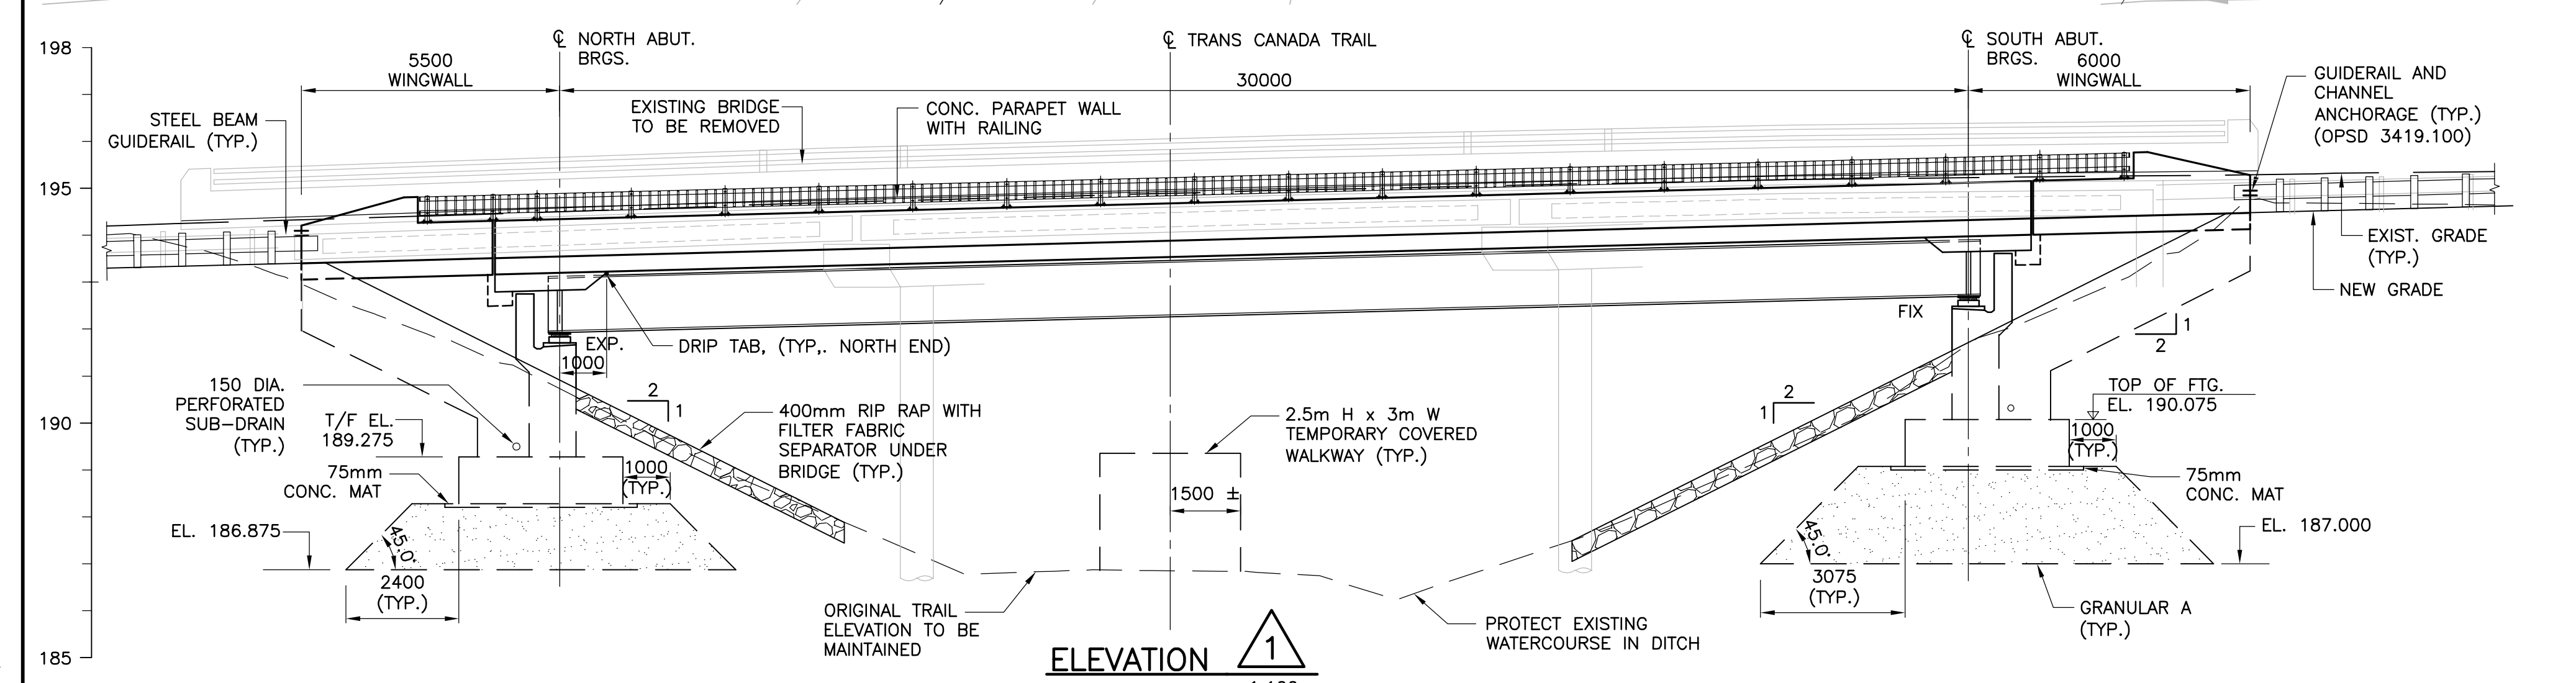 198
195
190
185
℄ NORTH ABUT.
BRGS.
℄ TRANS CANADA TRAIL
℄ SOUTH ABUT.
BRGS.
5500
WINGWALL
30000
6000
WINGWALL
STEEL BEAM
GUIDERAIL (TYP.)
EXISTING BRIDGE
TO BE REMOVED
CONC. PARAPET WALL
WITH RAILING
GUIDERAIL AND
CHANNEL
ANCHORAGE (TYP.)
(OPSD 3419.100)
EXIST. GRADE
(TYP.)
NEW GRADE
FIX
EXP.
1000
DRIP TAB, (TYP,. NORTH END)
1
2
150 DIA.
PERFORATED
SUB-DRAIN
(TYP.)
T/F EL.
189.275
75mm
CONC. MAT
EL. 186.875
45.0°
2400
(TYP.)
1000
(TYP.)
2
1
400mm RIP RAP WITH
FILTER FABRIC
SEPARATOR UNDER
BRIDGE (TYP.)
2.5m H x 3m W
TEMPORARY COVERED
WALKWAY (TYP.)
1500 ±
2
1
TOP OF FTG.
EL. 190.075
1000
(TYP.)
75mm
CONC. MAT
EL. 187.000
45.0°
3075
(TYP.)
GRANULAR A
(TYP.)
ORIGINAL TRAIL
ELEVATION TO BE
MAINTAINED
PROTECT EXISTING
WATERCOURSE IN DITCH
ELEVATION
1